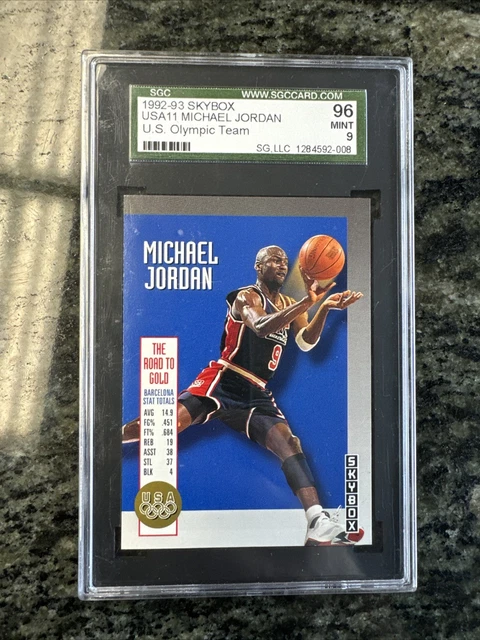 SGC WWW.SGCCARD.COM
1992-93 SKYBOX
USA11 MICHAEL JORDAN
U.S. Olympic Team
96
MINT
9
SG, LLC 1284592-008
MICHAEL
JORDAN
THE
ROAD TO
GOLD
BARCELONA
STAT TOTALS
AVG 14.9
FG% .451
FT% .684
REB 19
ASST 38
STL 37
BLK 4
USA
9
SKYBOX